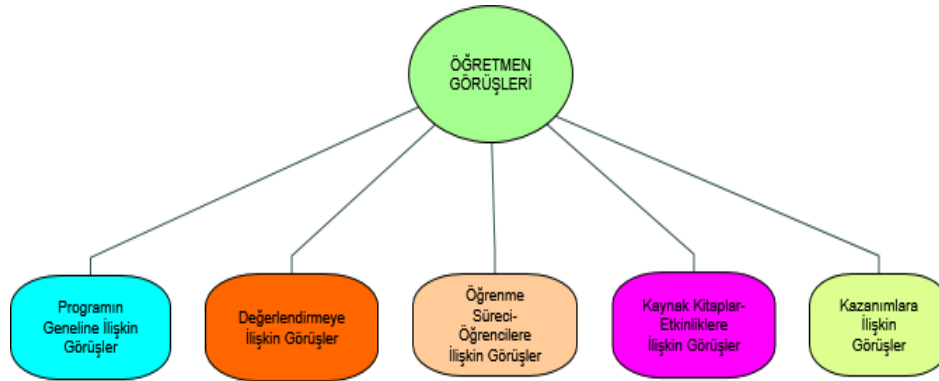 ÖĞRETMEN
GÖRÜŞLERİ
Programın
Geneline İlişkin
Görüşler
Değerlendirmeye
İlişkin Görüşler
Öğrenme
Süreci-
Öğrencilere
İlişkin Görüşler
Kaynak Kitaplar-
Etkinliklere
İlişkin Görüşler
Kazanımlara
İlişkin
Görüşler